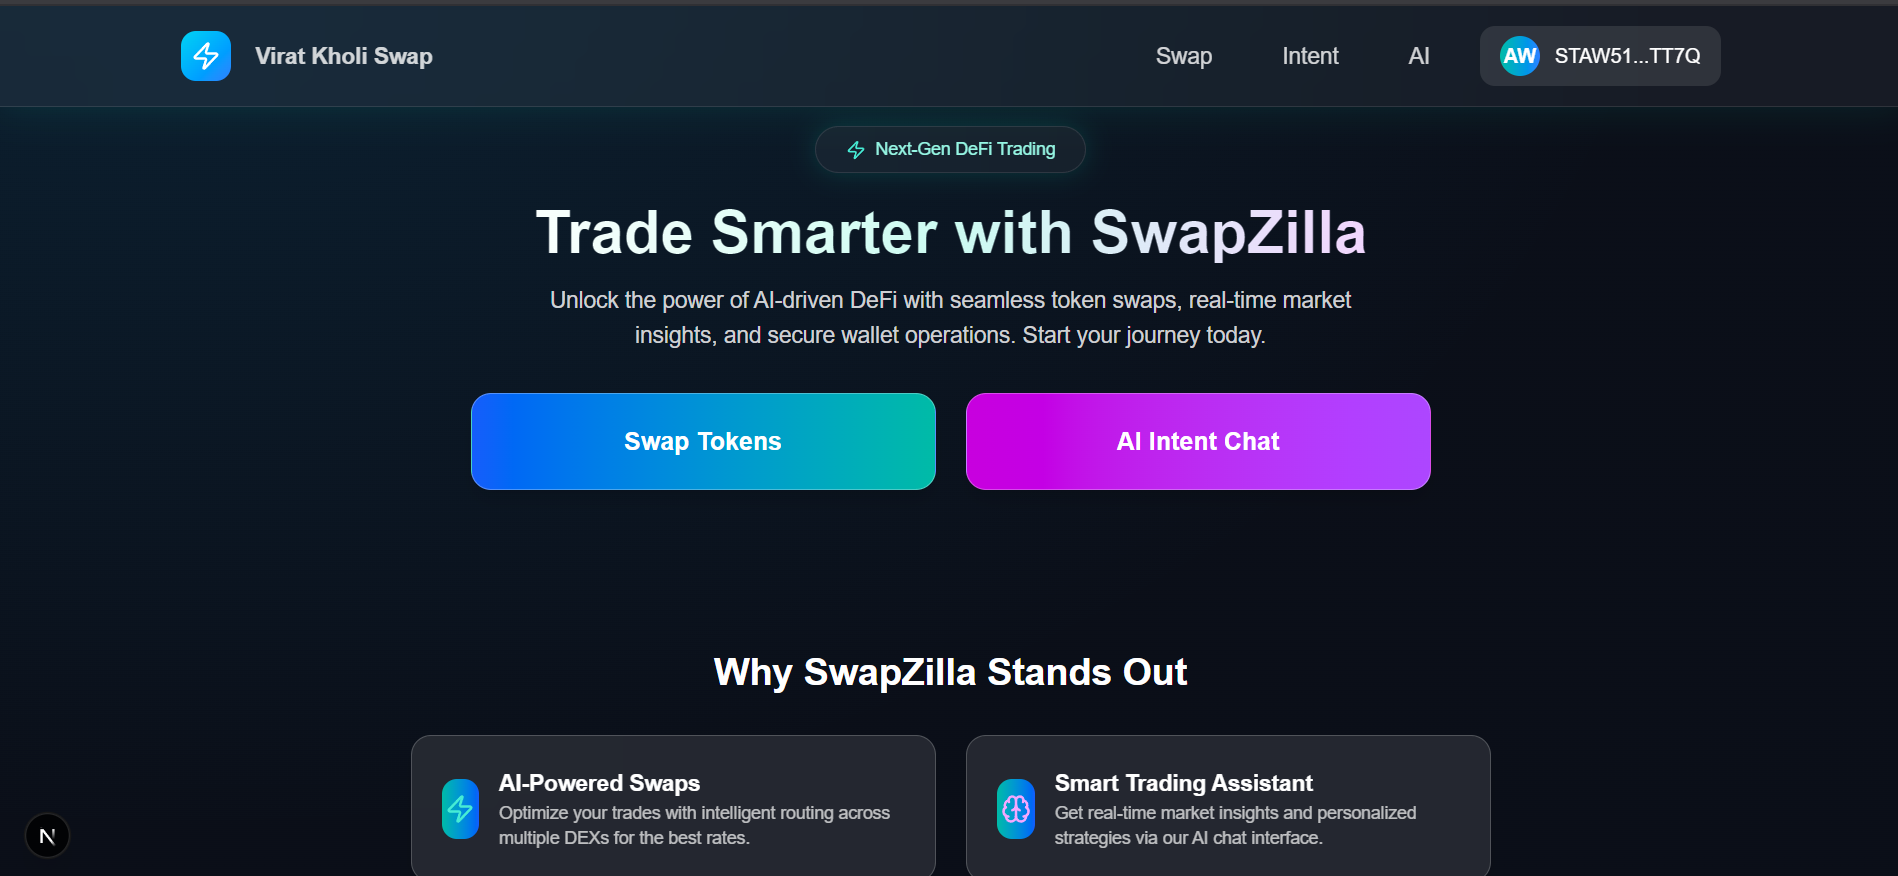 Virat Kholi Swap
Swap
Intent
AI
AW
STAW51...TT7Q
Next-Gen DeFi Trading
Trade Smarter with SwapZilla
Unlock the power of AI-driven DeFi with seamless token swaps, real-time market
insights, and secure wallet operations. Start your journey today.
Swap Tokens
AI Intent Chat
Why SwapZilla Stands Out
AI-Powered Swaps
Optimize your trades with intelligent routing across
multiple DEXs for the best rates.
Smart Trading Assistant
Get real-time market insights and personalized
strategies via our AI chat interface.
N